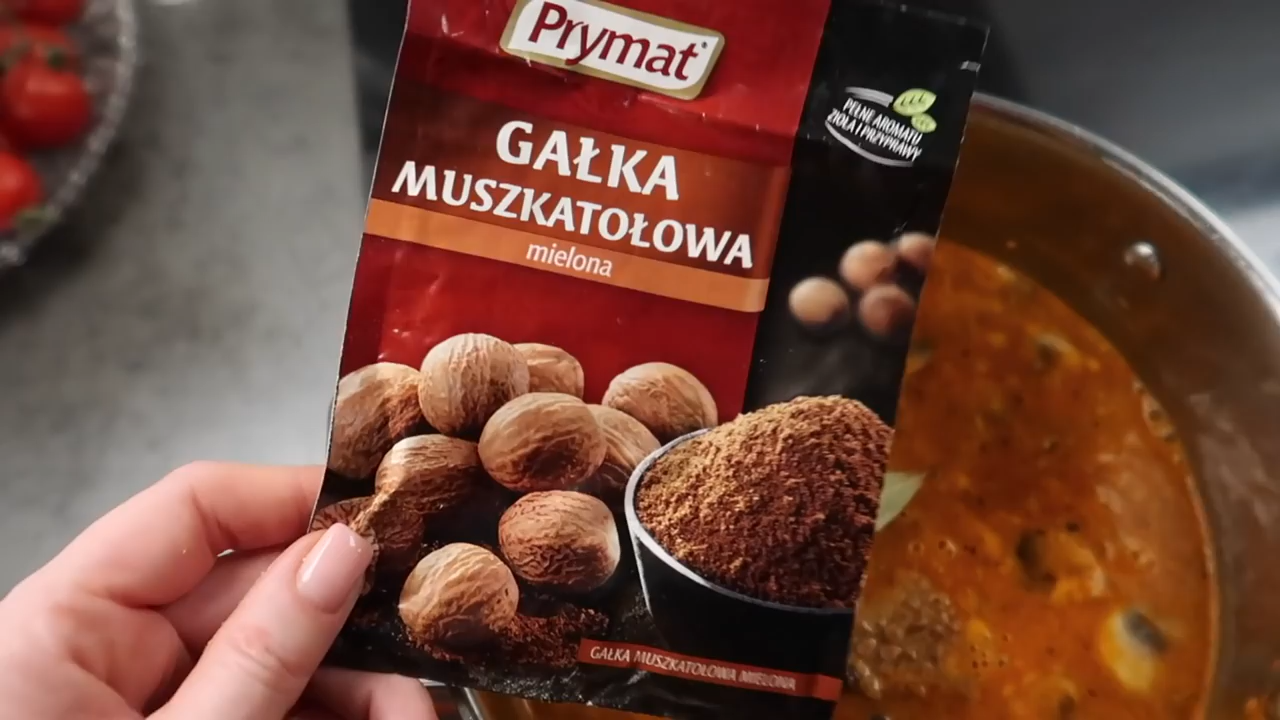 Prymat
GAŁKA
MUSZKATOŁOWA
mielona
PEŁNE AROMATU
ZIOŁA I PRZYPRAWY
GAŁKA MUSZKATOŁOWA MIELONA